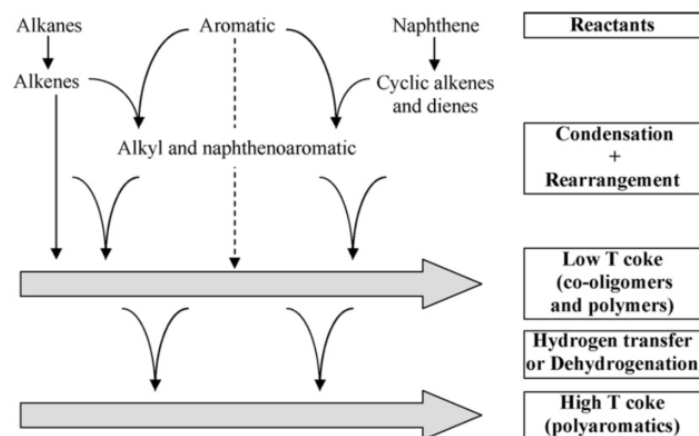 Alkanes
Aromatic
Naphthene
Reactants
Alkenes
Cyclic alkenes
and dienes
Alkyl and naphthenoaromatic
Condensation
+
Rearrangement
Low T coke
(co-oligomers
and polymers)
Hydrogen transfer
or Dehydrogenation
High T coke
(polyaromatics)